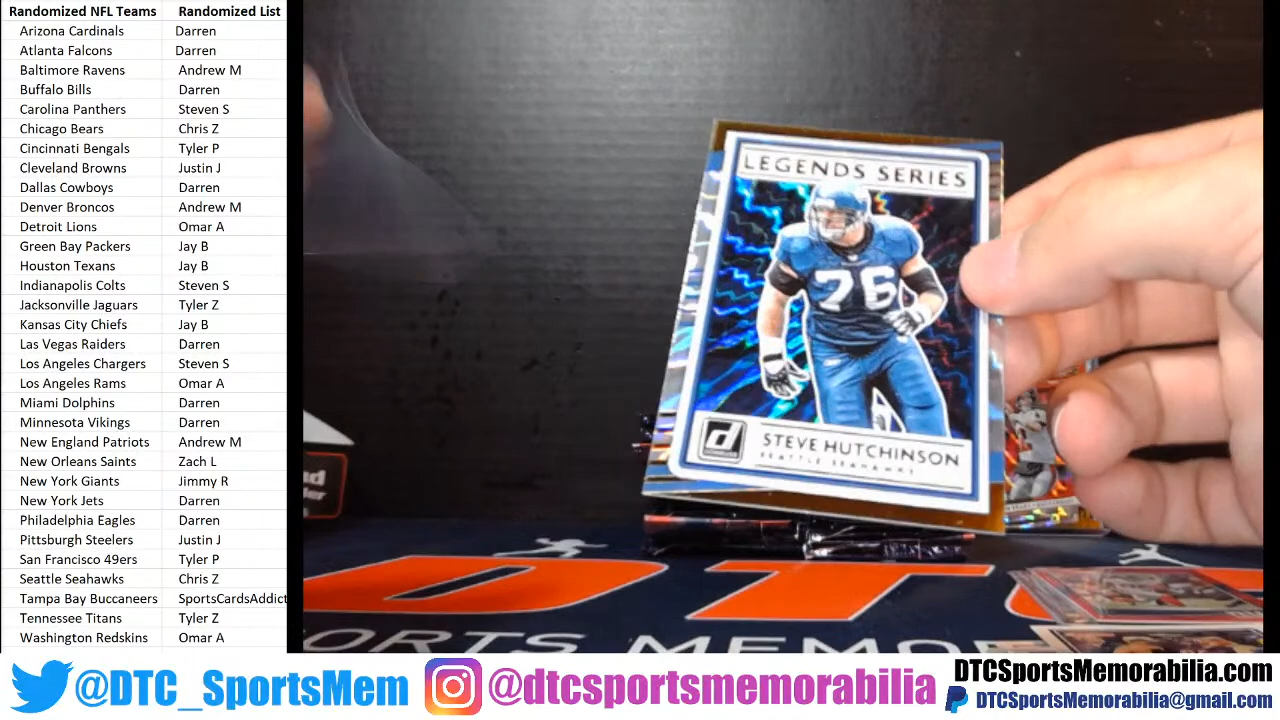 Randomized NFL Teams Randomized List
Arizona Cardinals Darren
Atlanta Falcons Darren
Baltimore Ravens Andrew M
Buffalo Bills Darren
Carolina Panthers Steven S
Chicago Bears Chris Z
Cincinnati Bengals Tyler P
Cleveland Browns Justin J
Dallas Cowboys Darren
Denver Broncos Andrew M
Detroit Lions Omar A
Green Bay Packers Jay B
Houston Texans Jay B
Indianapolis Colts Steven S
Jacksonville Jaguars Tyler Z
Kansas City Chiefs Jay B
Las Vegas Raiders Darren
Los Angeles Chargers Steven S
Los Angeles Rams Omar A
Miami Dolphins Darren
Minnesota Vikings Darren
New England Patriots Andrew M
New Orleans Saints Zach L
New York Giants Jimmy R
New York Jets Darren
Philadelphia Eagles Darren
Pittsburgh Steelers Justin J
San Francisco 49ers Tyler P
Seattle Seahawks Chris Z
Tampa Bay Buccaneers SportsCardsAddict
Tennessee Titans Tyler Z
Washington Redskins Omar A
LEGENDS SERIES
76
d
DONRUSS
STEVE HUTCHINSON
SEATTLE SEAHAWKS
DTC
ORTS MEMO
@DTC_SportsMem
@dtcsportsmemorabilia
DTCSportsMemorabilia.com
DTCSportsMemorabilia@gmail.com